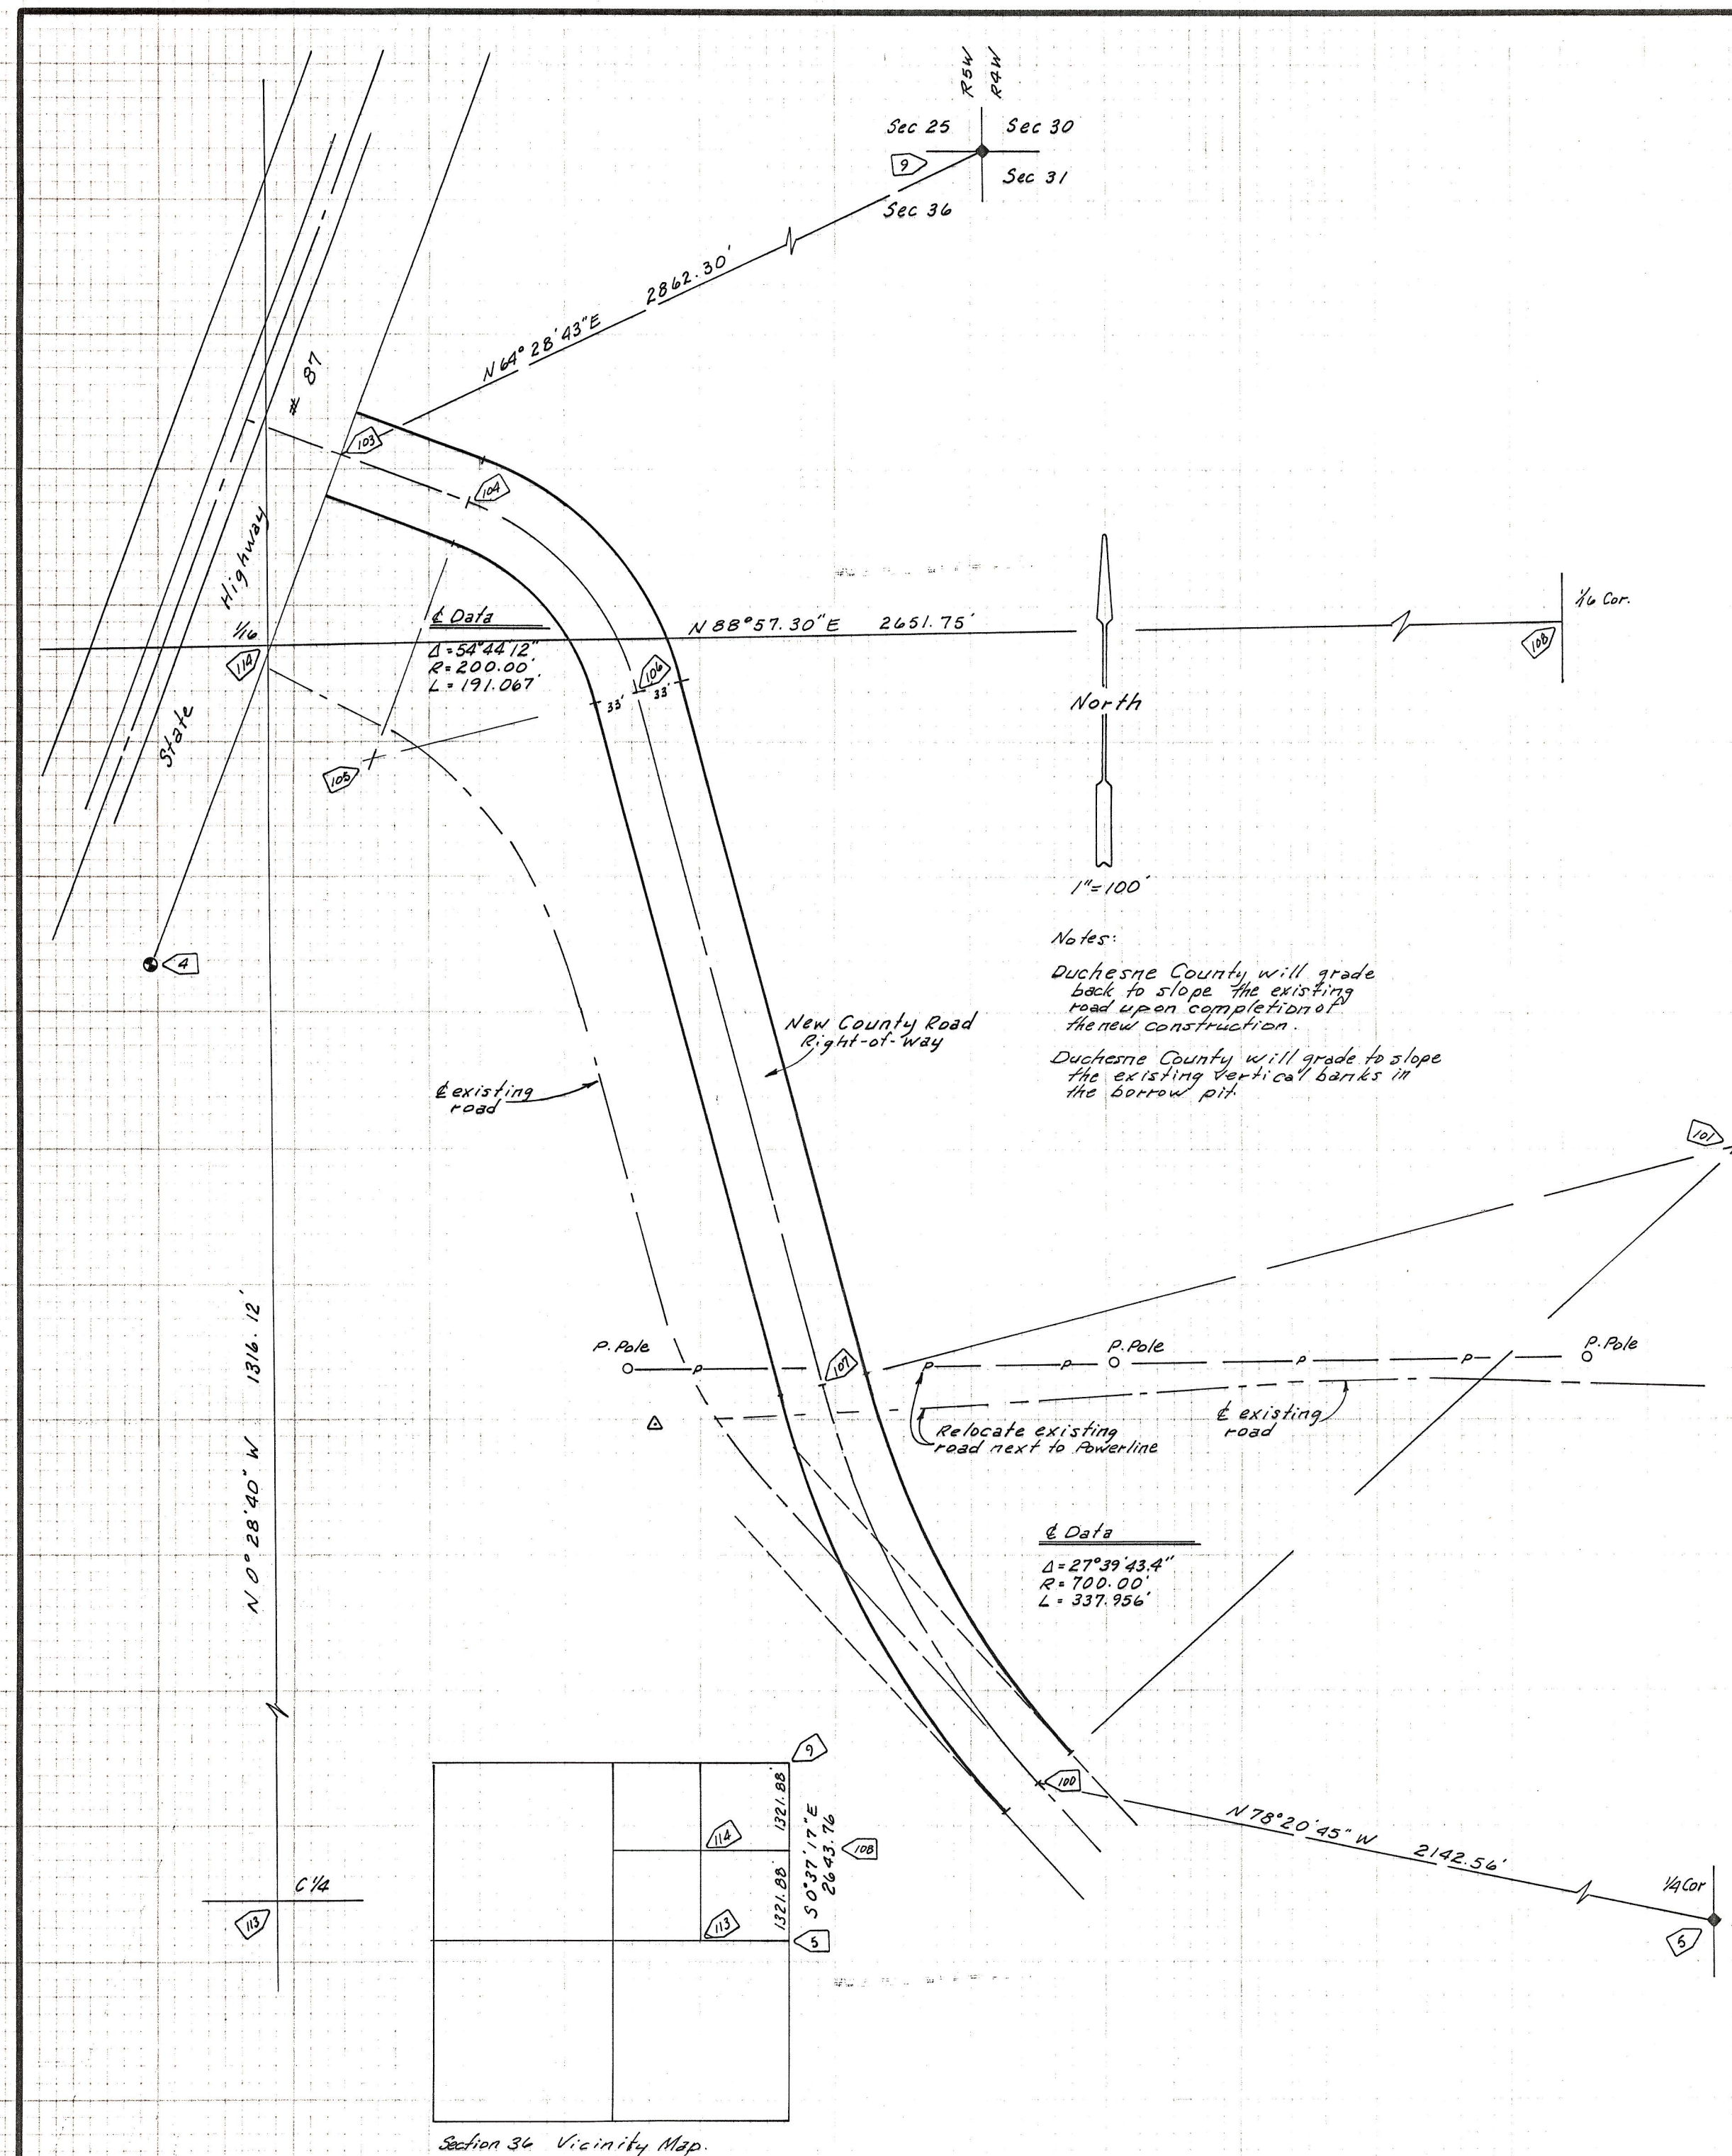 R5W
R4W
Sec 25
Sec 30
9
Sec 31
Sec 36
2862.30'
N 64° 28' 43" E
# 87
103
104
Highway
State
1/16
114
₵ Data
Δ = 54° 44' 12"
R = 200.00'
L = 191.067'
N 88° 57.30" E 2651.75'
106
33'
33'
105
1/16 Cor.
108
North
1" = 100'
4
Notes:
Duchesne County will grade
back to slope the existing
road upon completion of
the new construction.
Duchesne County will grade to slope
the existing vertical banks in
the borrow pit.
New County Road
Right-of-Way
₵ existing
road
101
N 0° 28' 40" W 1316.12'
P. Pole
P
107
P
P
P. Pole
P
P
P. Pole
Relocate existing
road next to Powerline
₵ existing
road
₵ Data
Δ = 27° 39' 43.4"
R = 700.00'
L = 337.956'
100
N 78° 20' 45" W 2142.56'
1/4 Cor
5
C 1/4
113
9
1321.88'
S 0° 37' 17" E
2643.76
114
108
1321.88'
113
5
Section 36 Vicinity Map.